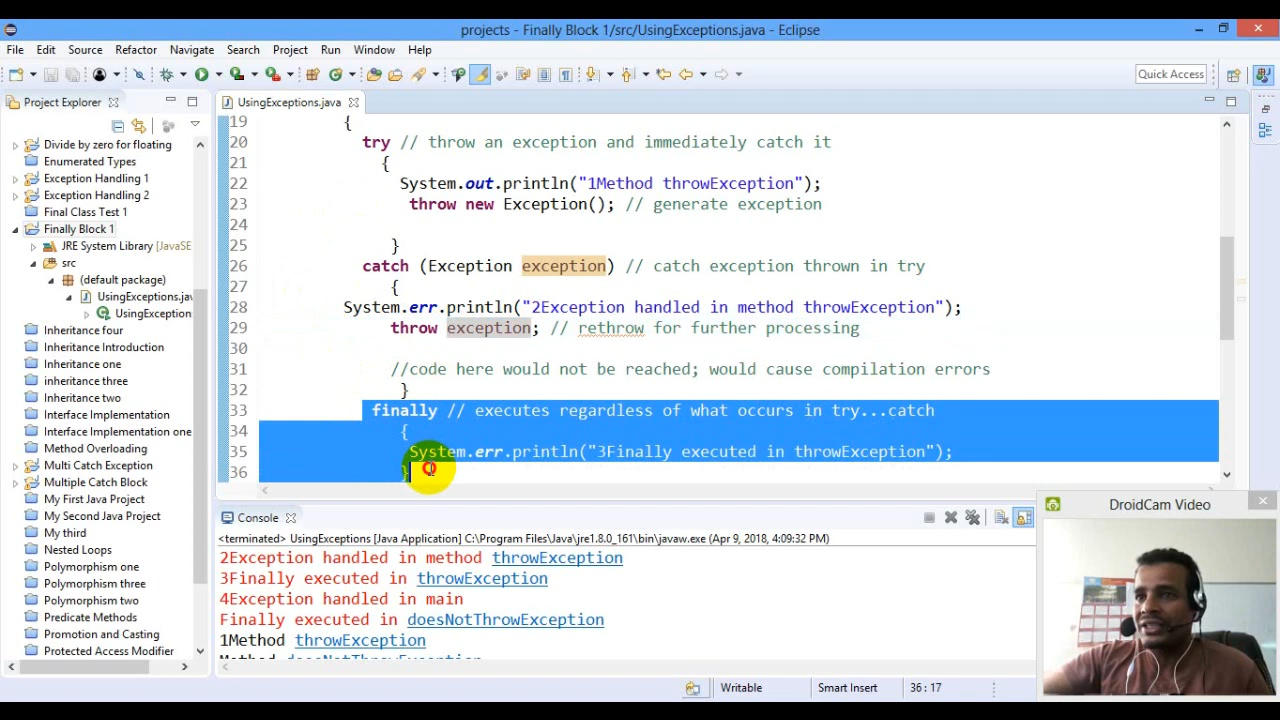 projects - Finally Block 1/src/UsingExceptions.java - Eclipse
File Edit Source Refactor Navigate Search Project Run Window Help
Quick Access
Project Explorer
Divide by zero for floating
Enumerated Types
Exception Handling 1
Exception Handling 2
Final Class Test 1
Finally Block 1
JRE System Library [JavaSE
src
(default package)
UsingExceptions.jav
UsingException
Inheritance four
Inheritance Introduction
Inheritance one
inheritance three
Inheritance two
Interface Implementation
Interface Implementation one
Method Overloading
Multi Catch Exception
Multiple Catch Block
My First Java Project
My Second Java Project
My third
Nested Loops
Polymorphism one
Polymorphism three
Polymorphism two
Predicate Methods
Promotion and Casting
Protected Access Modifier
UsingExceptions.java
19 {
20 try // throw an exception and immediately catch it
21 {
22 System.out.println("1Method throwException");
23 throw new Exception(); // generate exception
24
25 }
26 catch (Exception exception) // catch exception thrown in try
27 {
28 System.err.println("2Exception handled in method throwException");
29 throw exception; // rethrow for further processing
30
31 //code here would not be reached; would cause compilation errors
32 }
33 finally // executes regardless of what occurs in try...catch
34 {
35 System.err.println("3Finally executed in throwException");
36 }
Console
<terminated> UsingExceptions [Java Application] C:\Program Files\Java\jre1.8.0_161\bin\javaw.exe (Apr 9, 2018, 4:09:32 PM)
2Exception handled in method throwException
3Finally executed in throwException
4Exception handled in main
Finally executed in doesNotThrowException
1Method throwException
Method doesNotThrowException
DroidCam Video
Writable Smart Insert 36 : 17